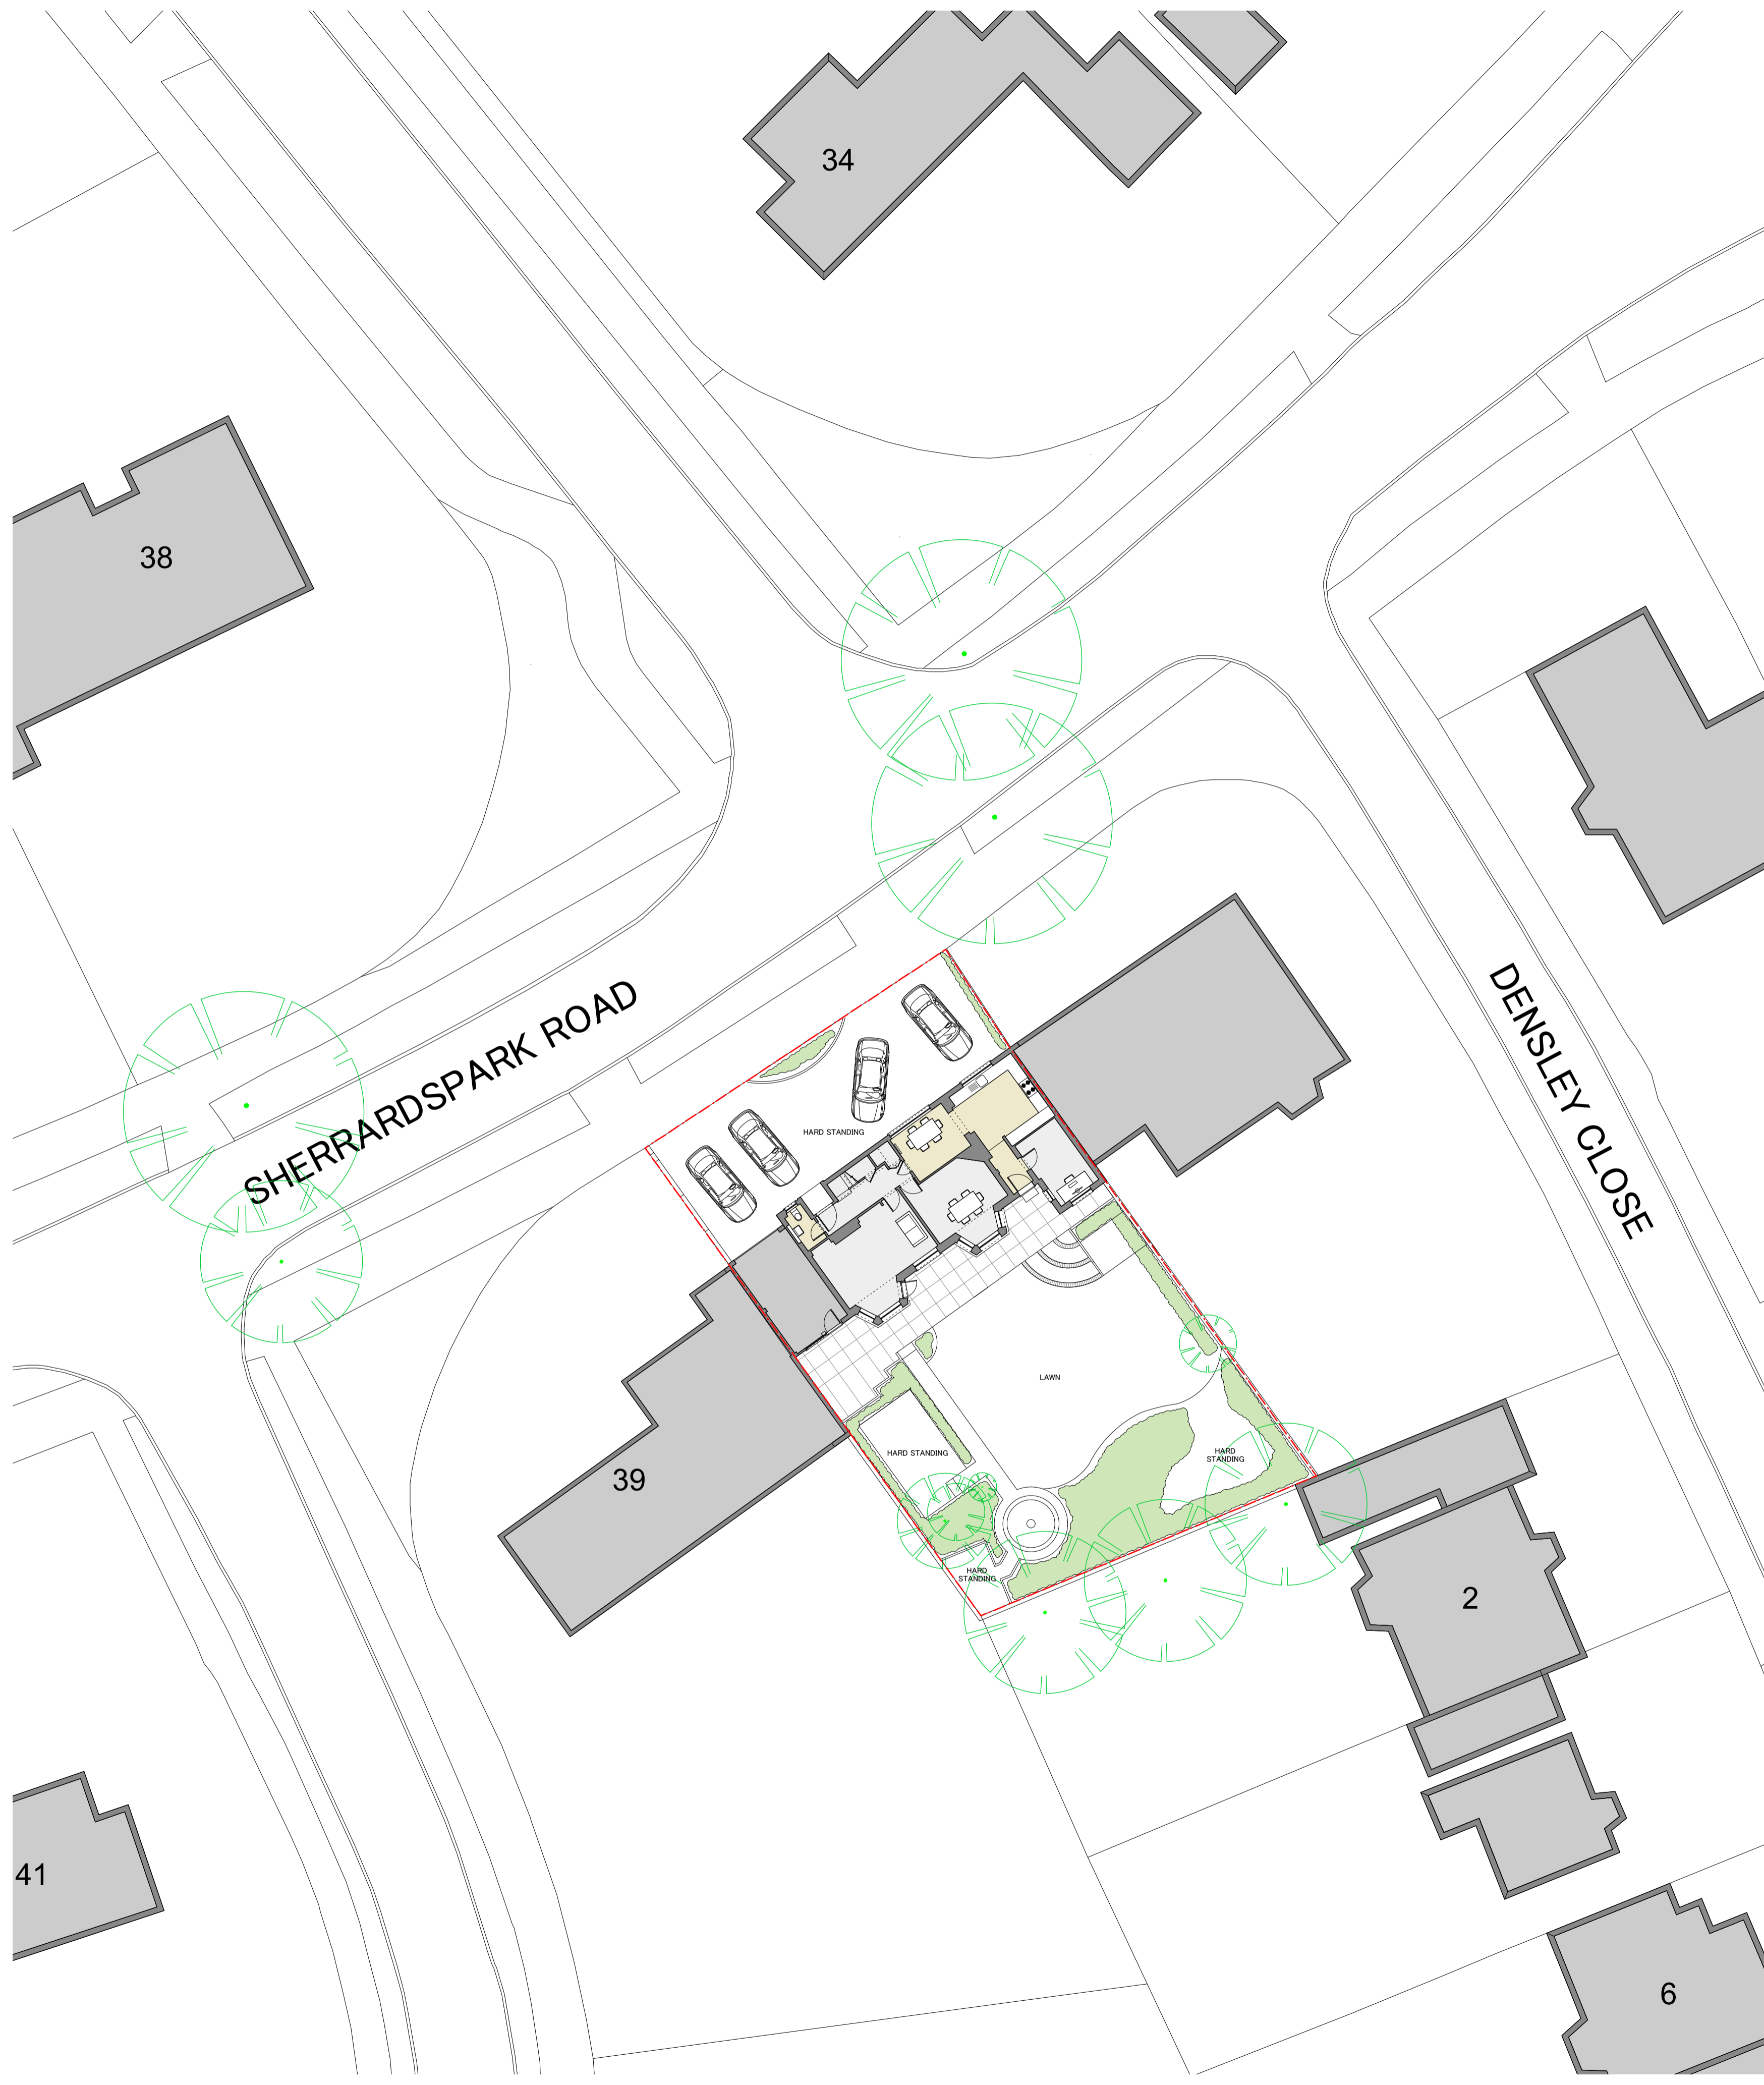 34
38
SHERRARDSPARK ROAD
DENSLEY CLOSE
HARD STANDING
LAWN
HARD STANDING
HARD
STANDING
39
HARD
STANDING
2
41
6